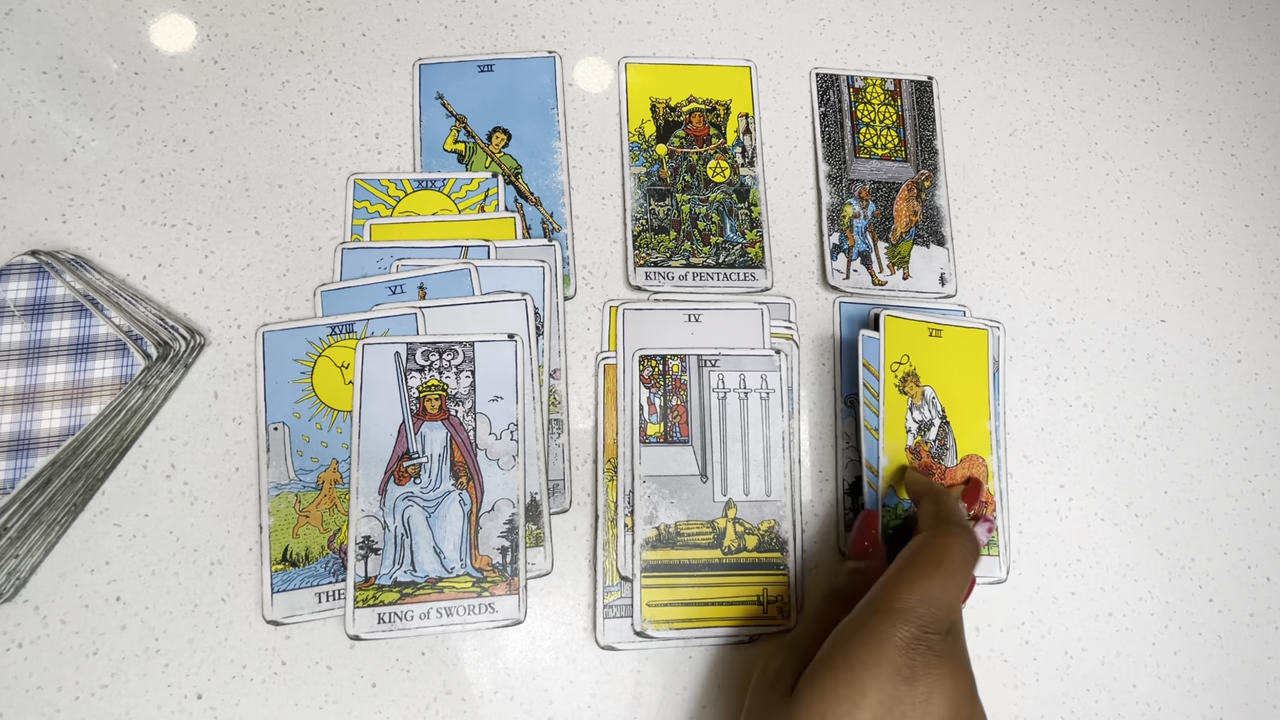 VII
XIX
KING of PENTACLES.
VI
XVIII
THE
KING of SWORDS.
IV
IV
VIII